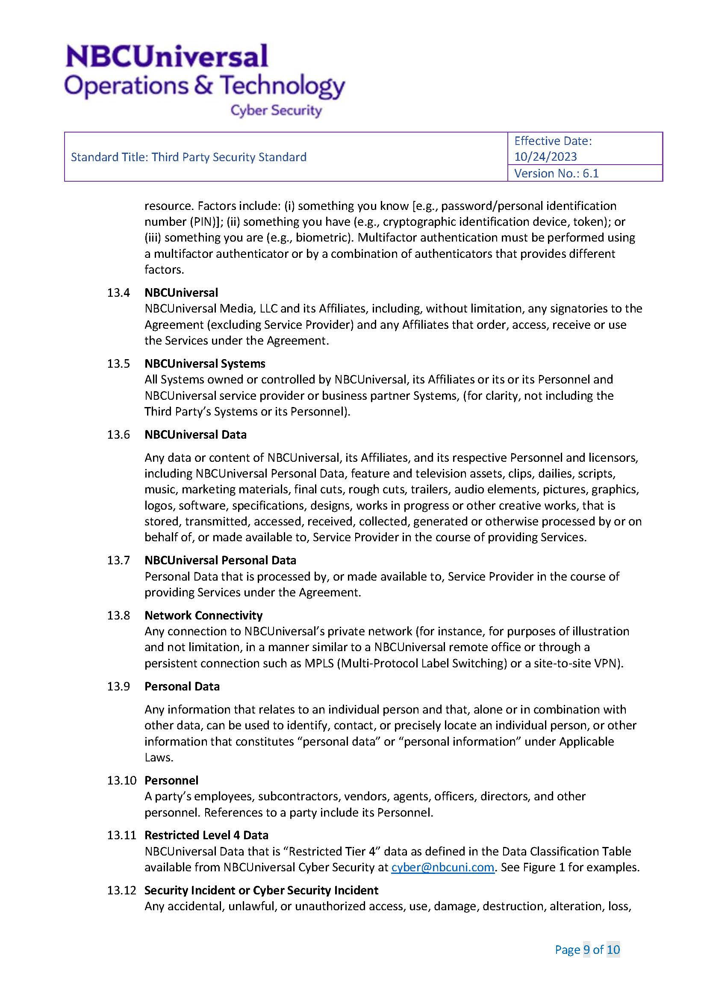 NBCUniversal
Operations & Technology
Cyber Security
Standard Title: Third Party Security Standard
Effective Date:
10/24/2023
Version No.: 6.1
resource. Factors include: (i) something you know [e.g., password/personal identification
number (PIN)]; (ii) something you have (e.g., cryptographic identification device, token); or
(iii) something you are (e.g., biometric). Multifactor authentication must be performed using
a multifactor authenticator or by a combination of authenticators that provides different
factors.
13.4 NBCUniversal
NBCUniversal Media, LLC and its Affiliates, including, without limitation, any signatories to the
Agreement (excluding Service Provider) and any Affiliates that order, access, receive or use
the Services under the Agreement.
13.5 NBCUniversal Systems
All Systems owned or controlled by NBCUniversal, its Affiliates or its or its Personnel and
NBCUniversal service provider or business partner Systems, (for clarity, not including the
Third Party’s Systems or its Personnel).
13.6 NBCUniversal Data
Any data or content of NBCUniversal, its Affiliates, and its respective Personnel and licensors,
including NBCUniversal Personal Data, feature and television assets, clips, dailies, scripts,
music, marketing materials, final cuts, rough cuts, trailers, audio elements, pictures, graphics,
logos, software, specifications, designs, works in progress or other creative works, that is
stored, transmitted, accessed, received, collected, generated or otherwise processed by or on
behalf of, or made available to, Service Provider in the course of providing Services.
13.7 NBCUniversal Personal Data
Personal Data that is processed by, or made available to, Service Provider in the course of
providing Services under the Agreement.
13.8 Network Connectivity
Any connection to NBCUniversal’s private network (for instance, for purposes of illustration
and not limitation, in a manner similar to a NBCUniversal remote office or through a
persistent connection such as MPLS (Multi-Protocol Label Switching) or a site-to-site VPN).
13.9 Personal Data
Any information that relates to an individual person and that, alone or in combination with
other data, can be used to identify, contact, or precisely locate an individual person, or other
information that constitutes “personal data” or “personal information” under Applicable
Laws.
13.10 Personnel
A party’s employees, subcontractors, vendors, agents, officers, directors, and other
personnel. References to a party include its Personnel.
13.11 Restricted Level 4 Data
NBCUniversal Data that is “Restricted Tier 4” data as defined in the Data Classification Table
available from NBCUniversal Cyber Security at cyber@nbcuni.com. See Figure 1 for examples.
13.12 Security Incident or Cyber Security Incident
Any accidental, unlawful, or unauthorized access, use, damage, destruction, alteration, loss,
Page 9 of 10